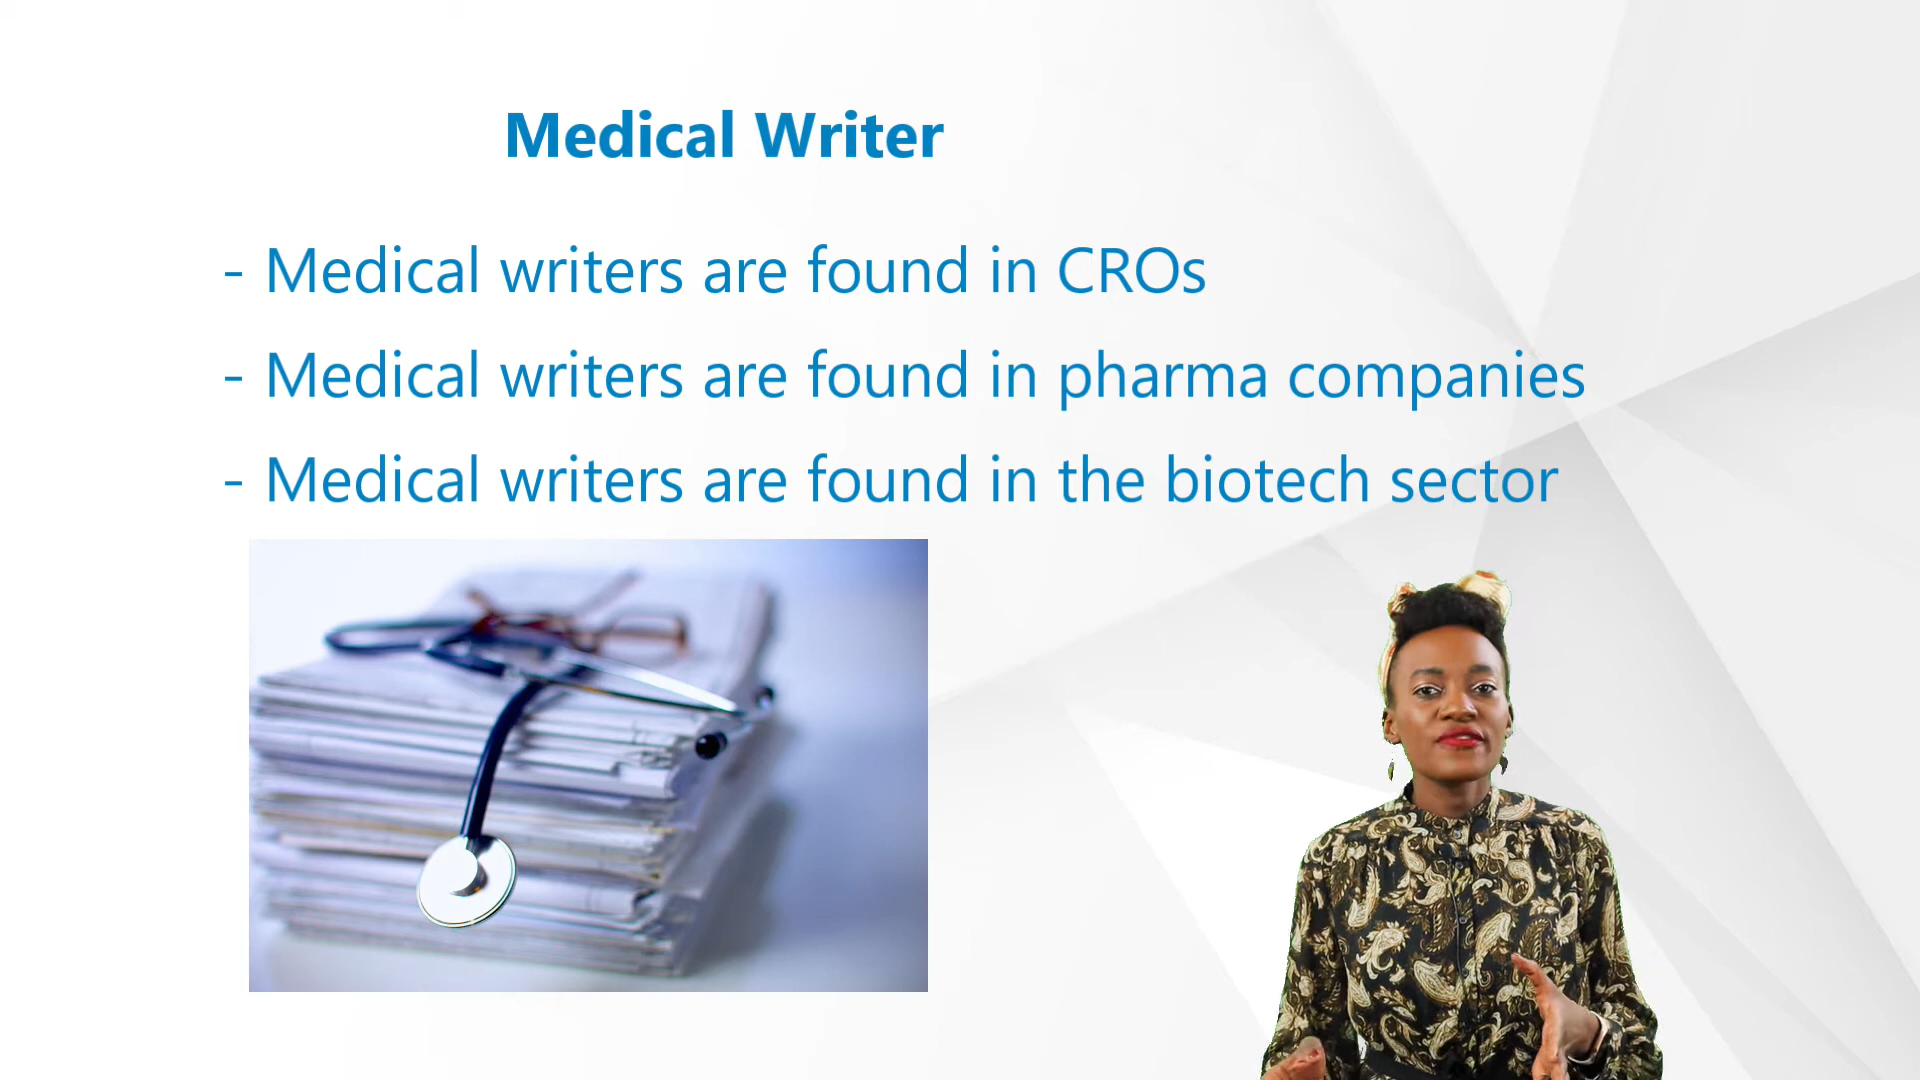 Medical Writer
- Medical writers are found in CROs
- Medical writers are found in pharma companies
- Medical writers are found in the biotech sector